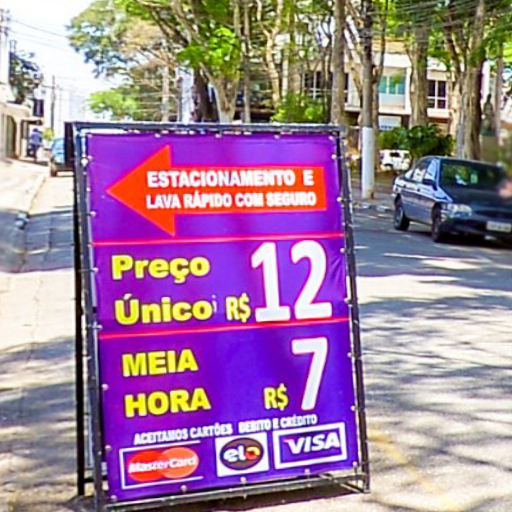 ESTACIONAMENTO E
LAVA RÁPIDO COM SEGURO
Preço
Único R$ 12
MEIA
HORA R$ 7
ACEITAMOS CARTÕES DEBITO E CRÉDITO
MasterCard elo VISA